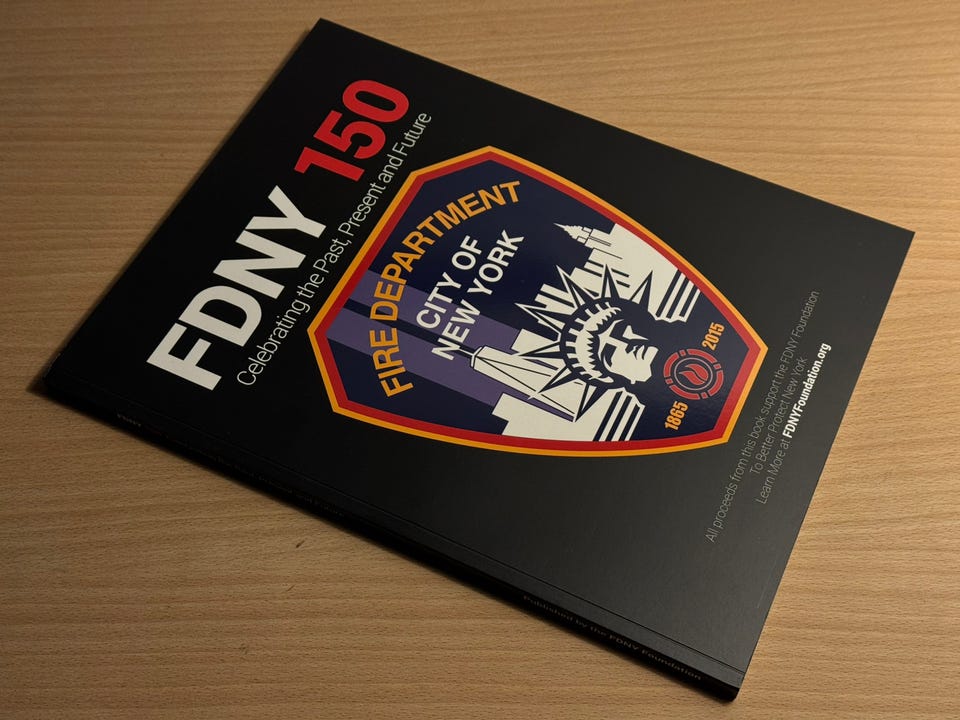 FDNY 150
Celebrating the Past, Present and Future
FIRE DEPARTMENT
CITY OF
NEW YORK
1865 2015
All proceeds from this book support the FDNY Foundation
To Better Protect New York
Learn More at FDNYFoundation.org
Published by the FDNY Foundation